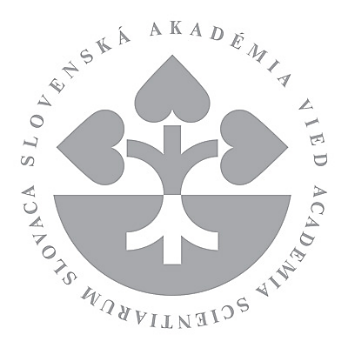 SLOVENSKÁ AKADÉMIA VIED
ACADEMIA SCIENTIARUM SLOVACA